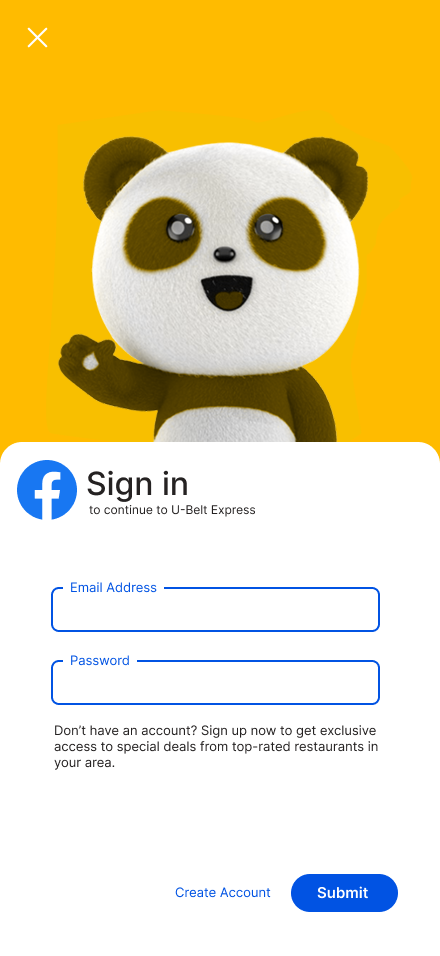 Sign in
to continue to U-Belt Express
Email Address
Password
Don’t have an account? Sign up now to get exclusive
access to special deals from top-rated restaurants in
your area.
Create Account
Submit